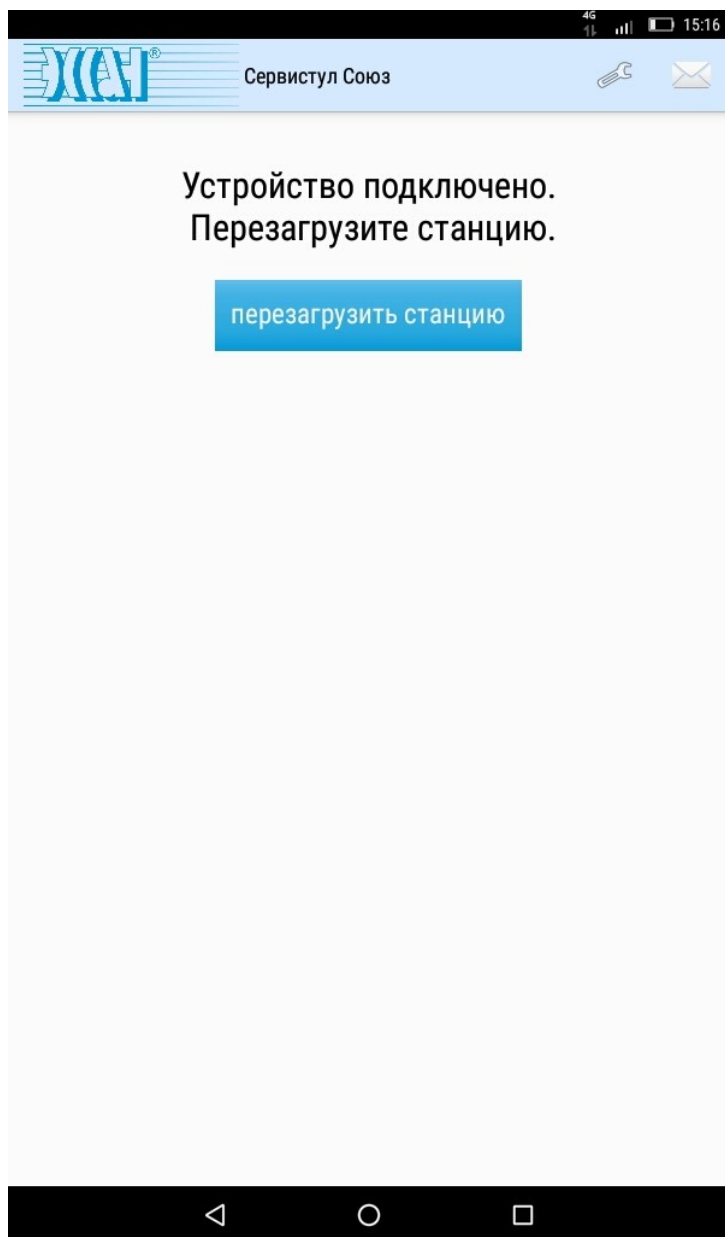 4G 15:16
Сервистул Союз
Устройство подключено.
Перезагрузите станцию.
перезагрузить станцию